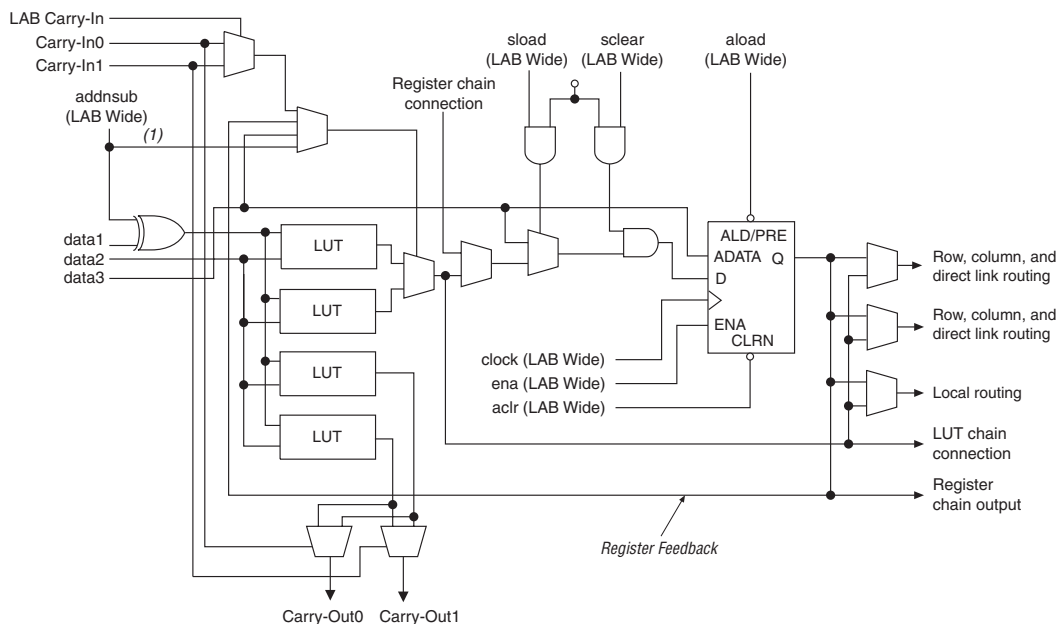 LAB Carry-In
Carry-In0
Carry-In1
addnsub
(LAB Wide)
(1)
data1
data2
data3
Register chain
connection
sload
(LAB Wide)
sclear
(LAB Wide)
aload
(LAB Wide)
LUT
LUT
LUT
LUT
ALD/PRE
ADATA Q
D
ENA
CLRN
clock (LAB Wide)
ena (LAB Wide)
aclr (LAB Wide)
Row, column, and
direct link routing
Row, column, and
direct link routing
Local routing
LUT chain
connection
Register
chain output
Register Feedback
Carry-Out0
Carry-Out1